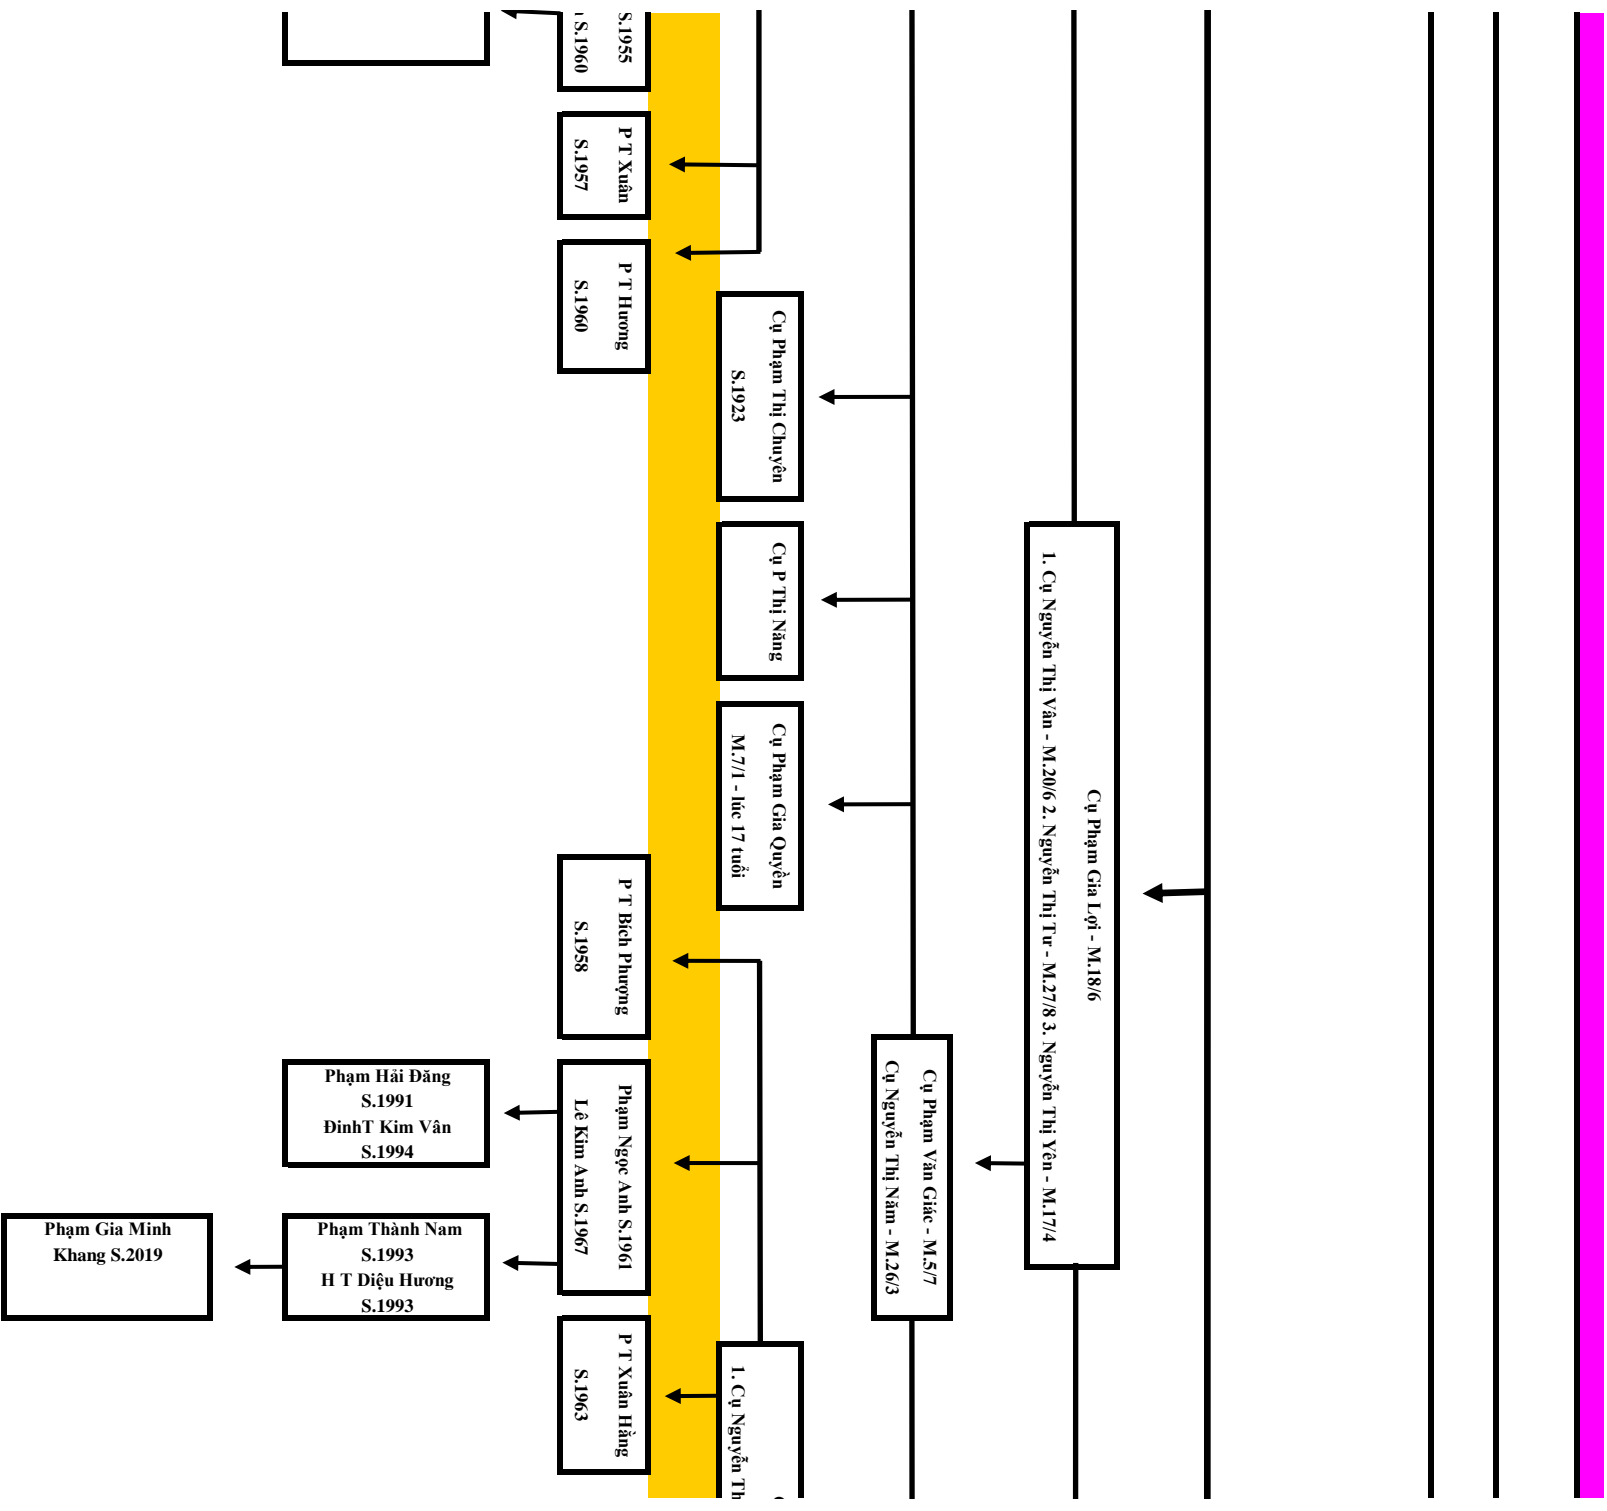 S.1955
S.1960
P T Xuân
S.1957
P T Hương
S.1960
Cụ Phạm Thị Chuyên
S.1923
Cụ P Thị Năng
Cụ Phạm Gia Quyền
M.7/1 - lúc 17 tuổi
Cụ Phạm Gia Lợi - M.18/6
1. Cụ Nguyễn Thị Vân - M.20/6 2. Nguyễn Thị Tư - M.27/8 3. Nguyễn Thị Yên - M.17/4
Cụ Phạm Văn Giác - M.5/7
Cụ Nguyễn Thị Năm - M.26/3
P T Bích Phượng
S.1958
Phạm Ngọc Anh S.1961
Lê Kim Anh S.1967
Phạm Hải Đăng
S.1991
ĐinhT Kim Vân
S.1994
Phạm Thành Nam
S.1993
H T Diệu Hương
S.1993
Phạm Gia Minh
Khang S.2019
P T Xuân Hằng
S.1963
1. Cụ Nguyễn Th